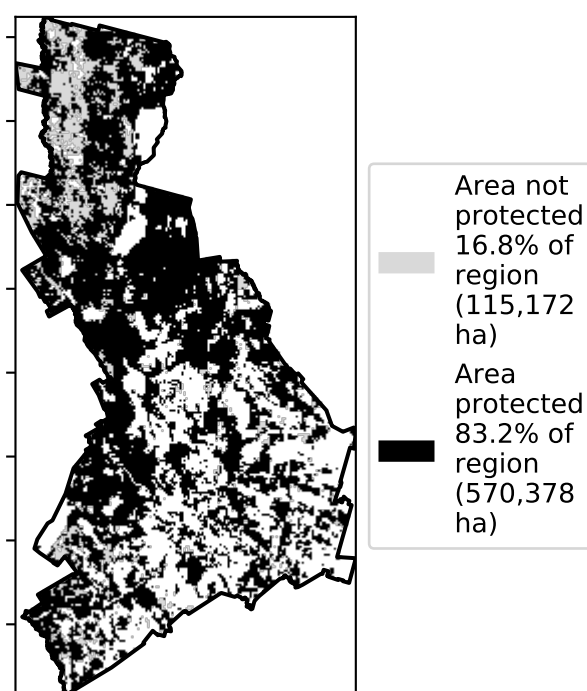 Area not
protected
16.8% of
region
(115,172
ha)
Area
protected
83.2% of
region
(570,378
ha)